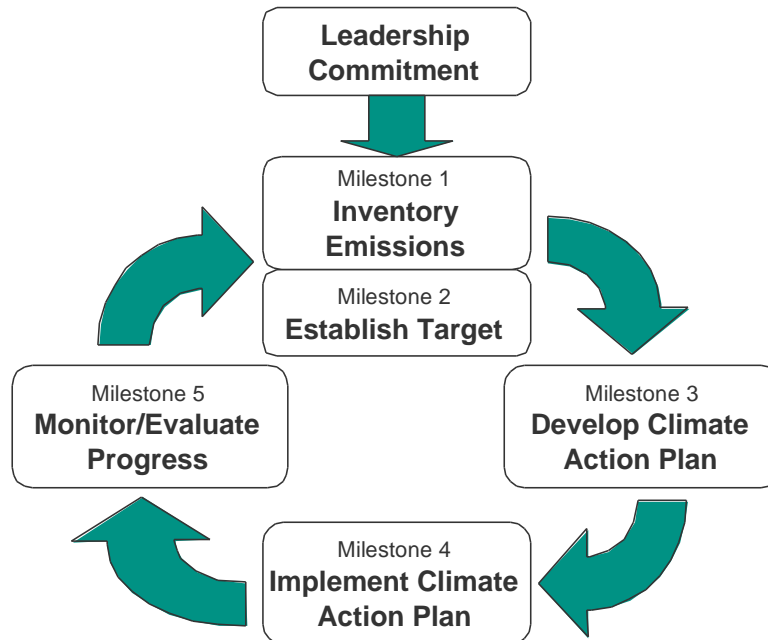 Leadership
Commitment
Milestone 1
Inventory
Emissions
Milestone 2
Establish Target
Milestone 5
Monitor/Evaluate
Progress
Milestone 3
Develop Climate
Action Plan
Milestone 4
Implement Climate
Action Plan